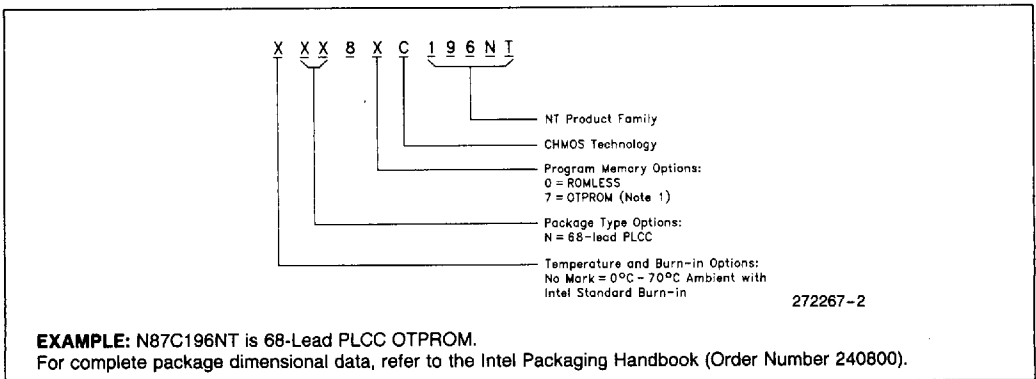 X XX 8 X C 196NT
NT Product Family
CHMOS Technology
Program Memory Options:
0 = ROMLESS
7 = OTPROM (Note 1)
Package Type Options:
N = 68-lead PLCC
Temperature and Burn-in Options:
No Mark = 0°C - 70°C Ambient with
Intel Standard Burn-in
272267-2
EXAMPLE: N87C196NT is 68-Lead PLCC OTPROM.
For complete package dimensional data, refer to the Intel Packaging Handbook (Order Number 240800).